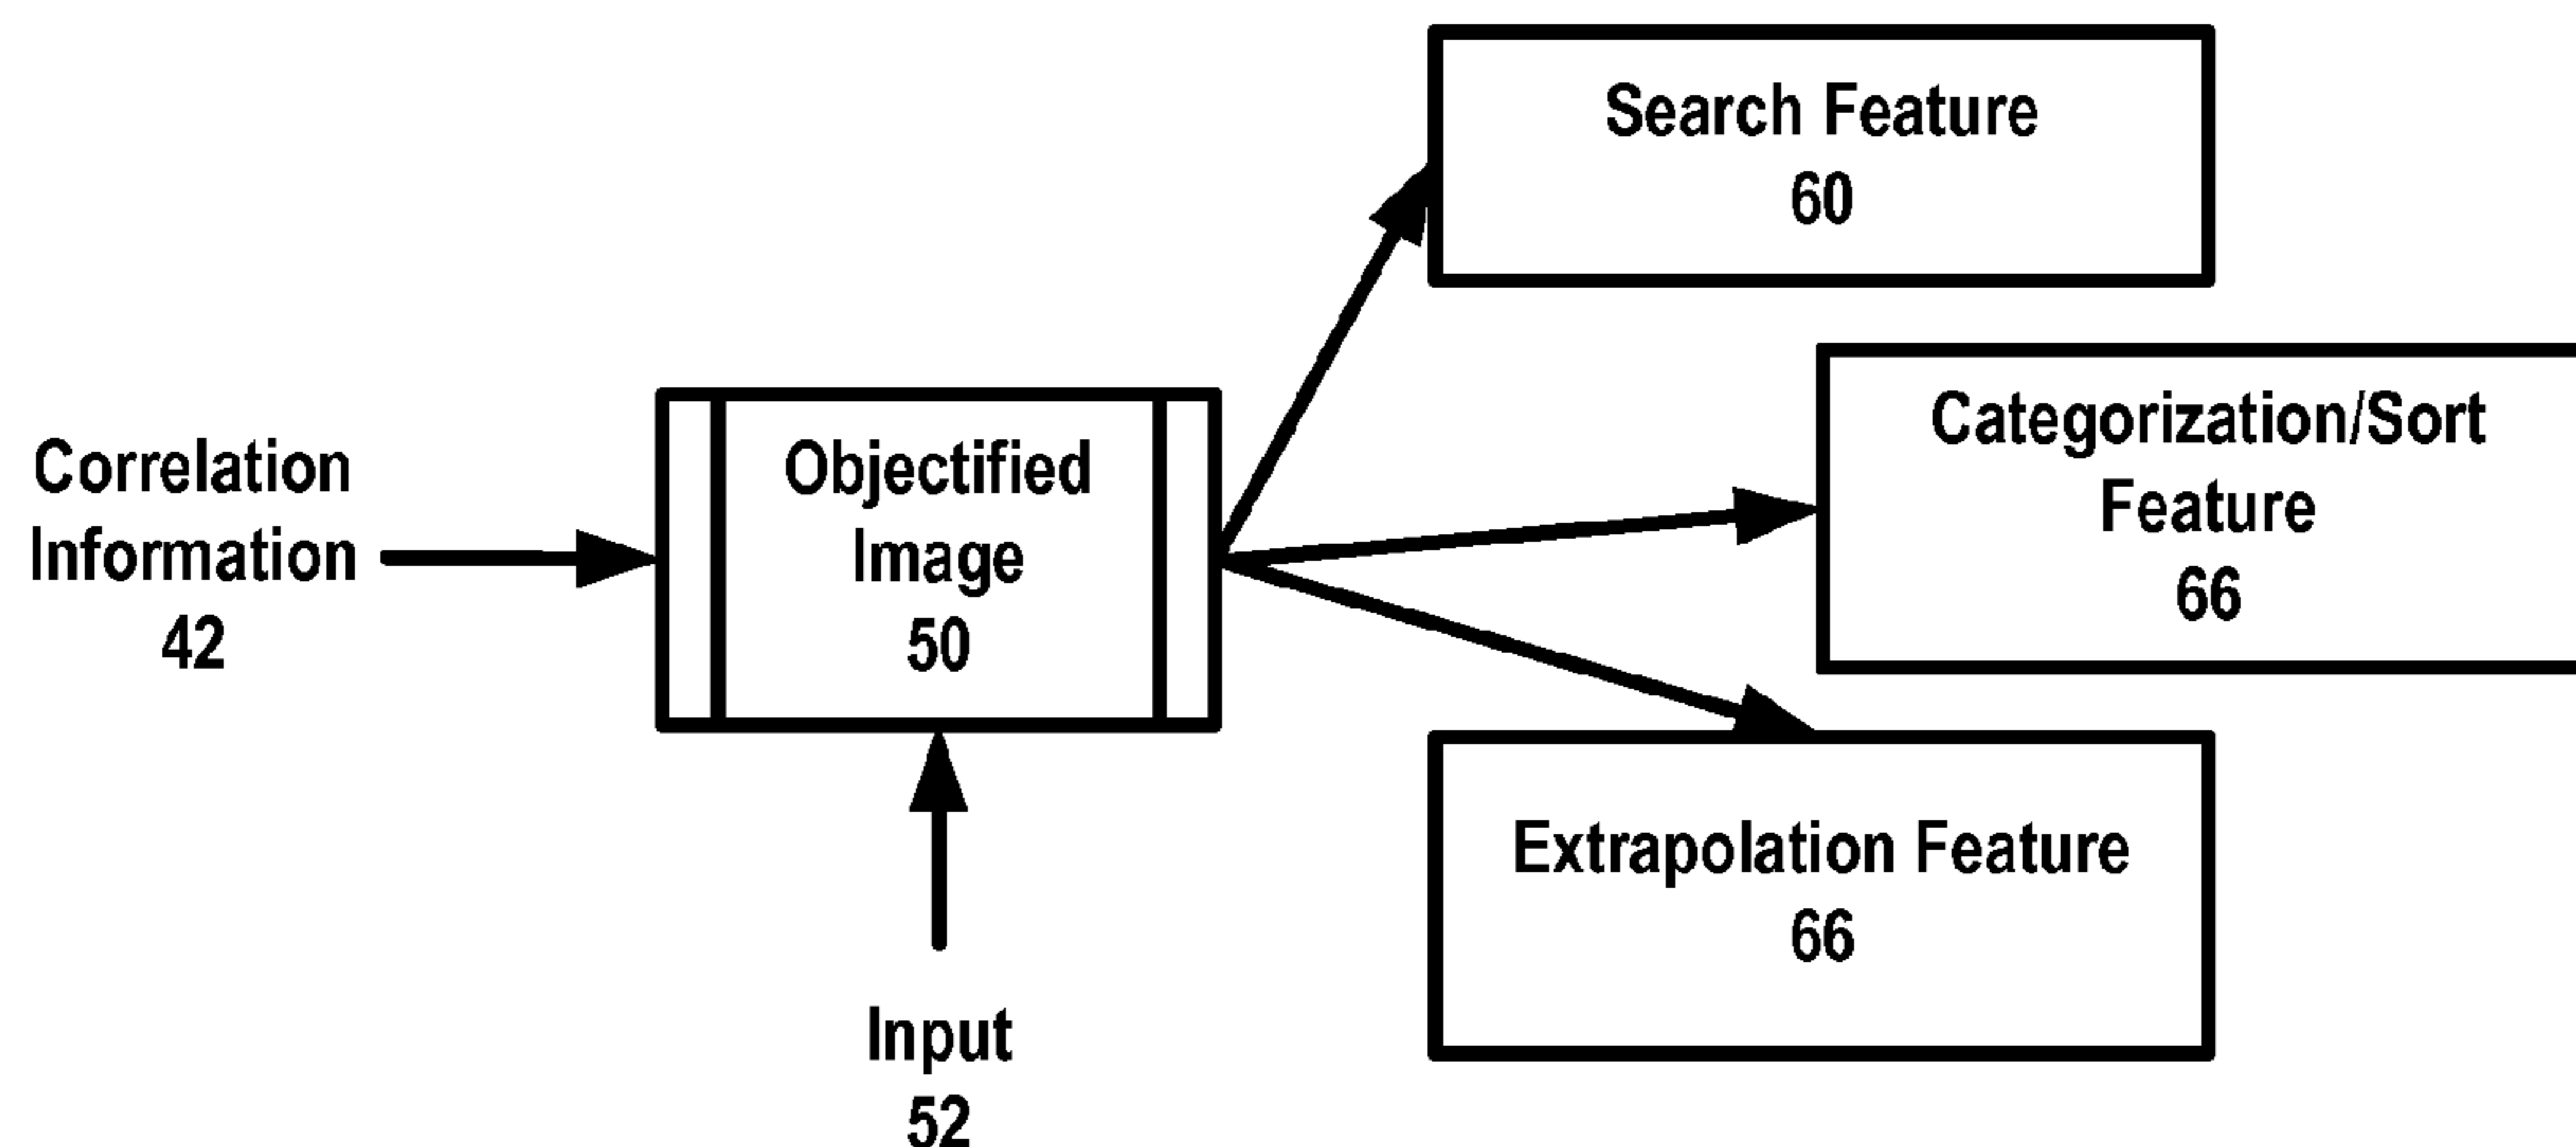 Search Feature
60
Categorization/Sort
Feature
66
Correlation
Information
42
Objectified
Image
50
Extrapolation Feature
66
Input
52